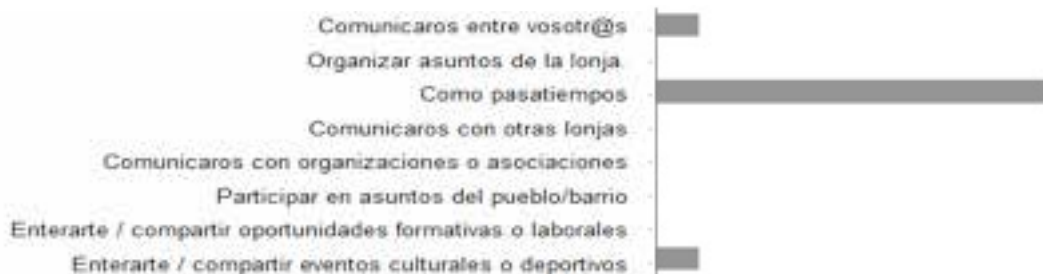 Comunicaros entre vosotr@s
Organizar asuntos de la lonja
Como pasatiempos
Comunicaros con otras lonjas
Comunicaros con organizaciones o asociaciones
Participar en asuntos del pueblo/barrio
Enterarte / compartir oportunidades formativas o laborales
Enterarte / compartir eventos culturales o deportivos